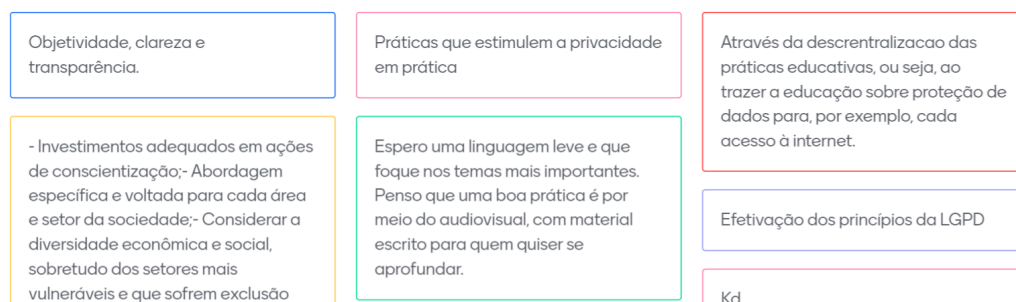 Objetividade, clareza e
transparência.
- Investimentos adequados em ações
de conscientização;- Abordagem
específica e voltada para cada área
e setor da sociedade;- Considerar a
diversidade econômica e social,
sobretudo dos setores mais
vulneráveis e que sofrem exclusão
Práticas que estimulem a privacidade
em prática
Espero uma linguagem leve e que
foque nos temas mais importantes.
Penso que uma boa prática é por
meio do audiovisual, com material
escrito para quem quiser se
aprofundar.
Através da descrentralizacao das
práticas educativas, ou seja, ao
trazer a educação sobre proteção de
dados para, por exemplo, cada
acesso à internet.
Efetivação dos princípios da LGPD
Kd